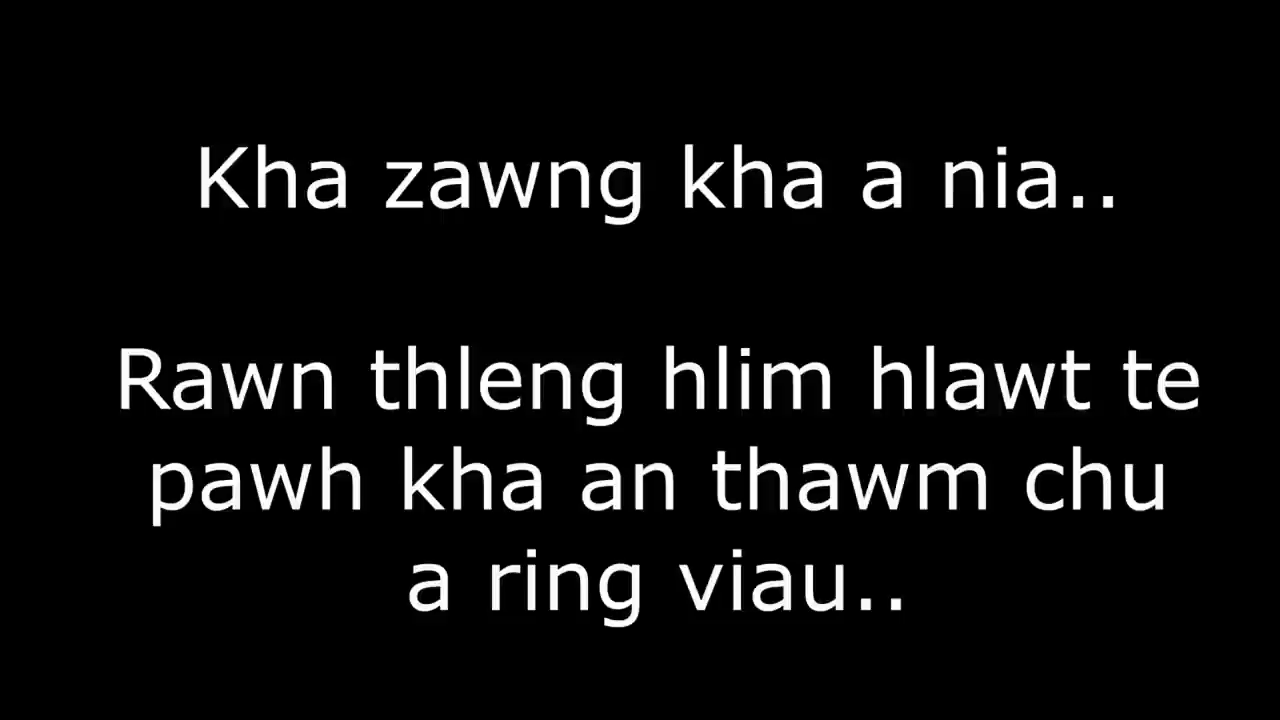 Kha zawng kha a nia..
Rawn thleng hlim hlawt te
pawh kha an thawm chu
a ring viau..